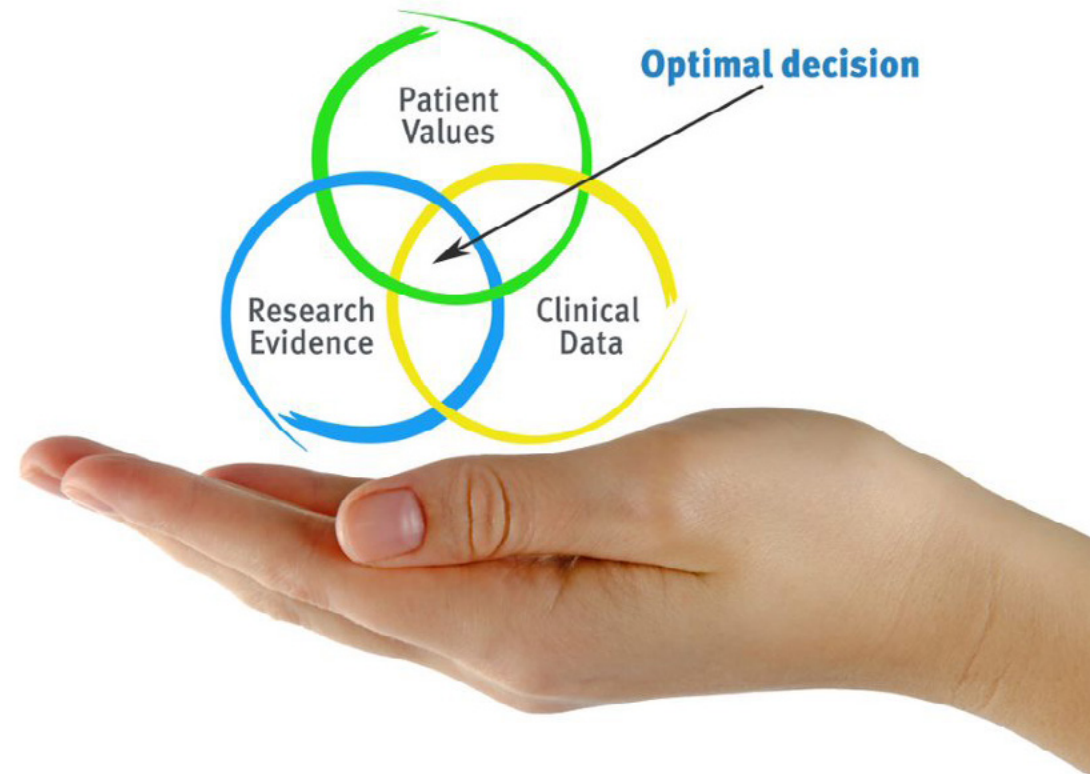 Optimal decision
Patient
Values
Research
Evidence
Clinical
Data